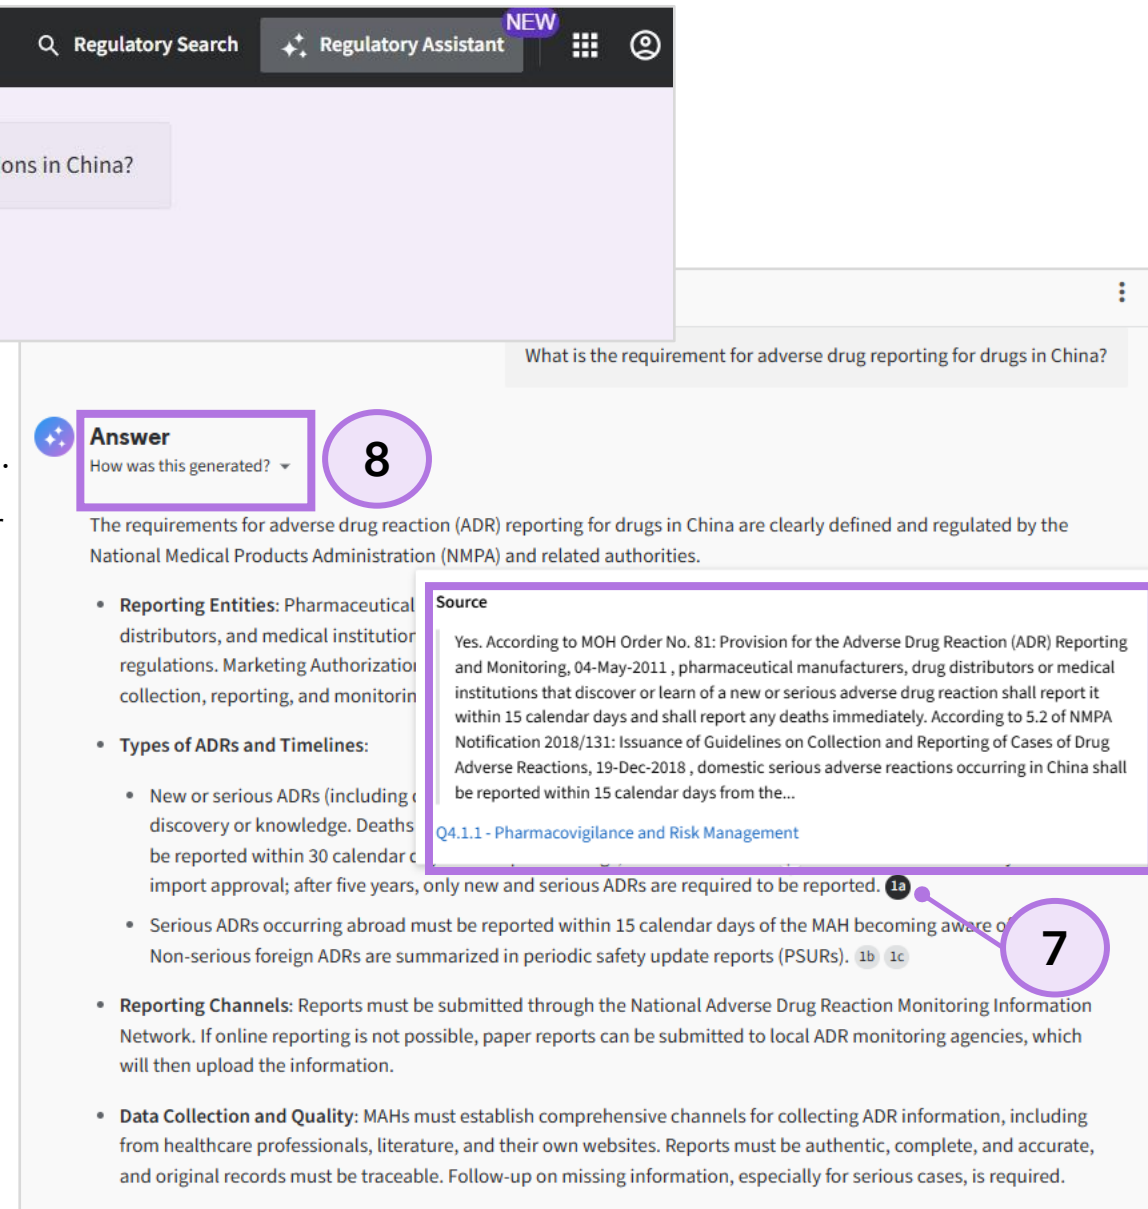 NEW
Regulatory Search
Regulatory Assistant
ons in China?
What is the requirement for adverse drug reporting for drugs in China?
Answer
How was this generated?
8
The requirements for adverse drug reaction (ADR) reporting for drugs in China are clearly defined and regulated by the
National Medical Products Administration (NMPA) and related authorities.
• Reporting Entities: Pharmaceutical
distributors, and medical institution
regulations. Marketing Authorization
collection, reporting, and monitorin
Source
Yes. According to MOH Order No. 81: Provision for the Adverse Drug Reaction (ADR) Reporting
and Monitoring, 04-May-2011 , pharmaceutical manufacturers, drug distributors or medical
institutions that discover or learn of a new or serious adverse drug reaction shall report it
within 15 calendar days and shall report any deaths immediately. According to 5.2 of NMPA
Notification 2018/131: Issuance of Guidelines on Collection and Reporting of Cases of Drug
Adverse Reactions, 19-Dec-2018 , domestic serious adverse reactions occurring in China shall
be reported within 15 calendar days from the...
Q4.1.1 - Pharmacovigilance and Risk Management
• Types of ADRs and Timelines:
• New or serious ADRs (including
discovery or knowledge. Deaths
be reported within 30 calendar
import approval; after five years, only new and serious ADRs are required to be reported. 1a
7
• Serious ADRs occurring abroad must be reported within 15 calendar days of the MAH becoming aware
Non-serious foreign ADRs are summarized in periodic safety update reports (PSURs). 1b 1c
• Reporting Channels: Reports must be submitted through the National Adverse Drug Reaction Monitoring Information
Network. If online reporting is not possible, paper reports can be submitted to local ADR monitoring agencies, which
will then upload the information.
• Data Collection and Quality: MAHs must establish comprehensive channels for collecting ADR information, including
from healthcare professionals, literature, and their own websites. Reports must be authentic, complete, and accurate,
and original records must be traceable. Follow-up on missing information, especially for serious cases, is required.